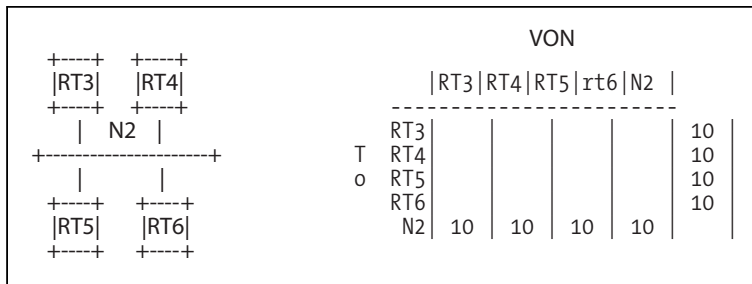 VON
+----+ +----+
|RT3| |RT4|
+----+ +----+
| N2 |
+-----------------------+
| |
+----+ +----+
|RT5| |RT6|
+----+ +----+
|RT3|RT4|RT5|rt6|N2 |
------------------------
RT3| | | | | 10 |
T RT4| | | | | 10 |
o RT5| | | | | 10 |
RT6| | | | | 10 |
N2| 10 | 10 | 10 | 10 | |